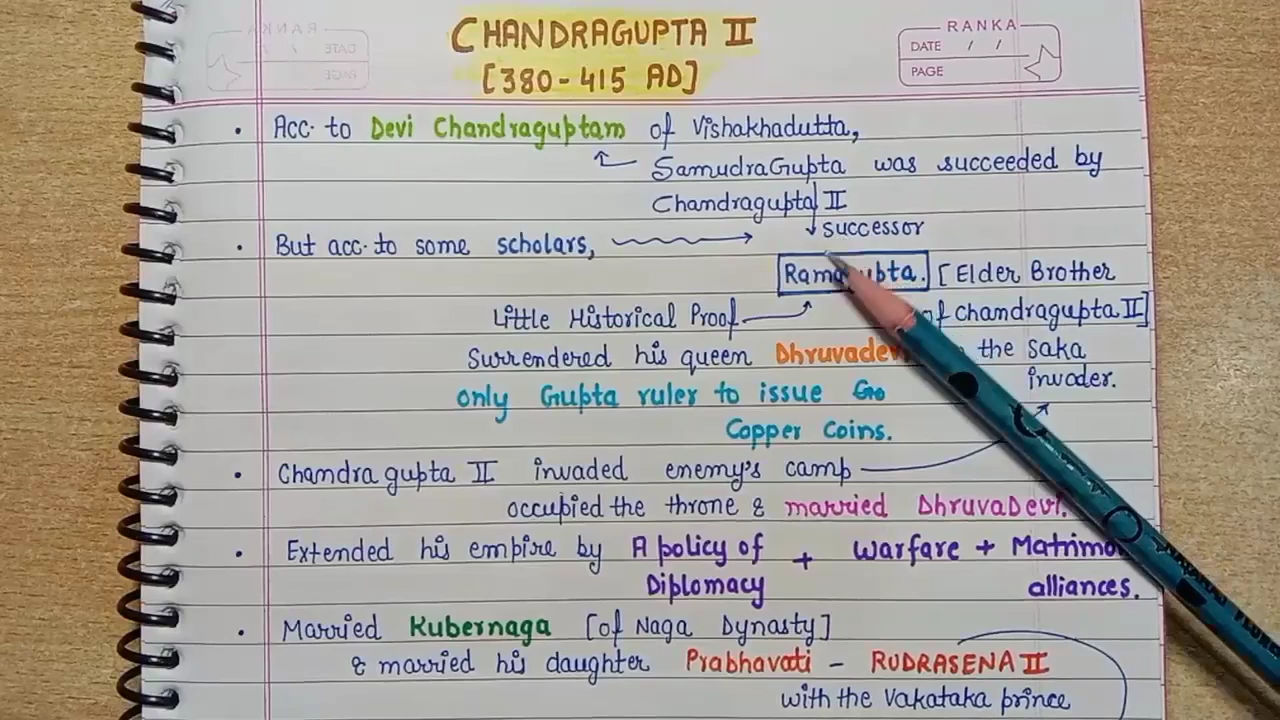 CHANDRAGUPTA II
[380-415 AD]
RANKA
DATE / /
PAGE
• Acc. to Devi Chandraguptam of Vishakhadutta,
SamudraGupta was succeeded by
Chandragupta II
↓ successor
• But acc. to some scholars,
[Elder Brother
Little Historical Proof
of Chandragupta II]
Surrendered his queen the Saka
invader.
only Gupta ruler to issue
Copper Coins.
• Chandragupta II invaded enemy's camp
occupied the throne & married DhruvaDevi.
• Extended his empire by A policy of + warfare +
Diplomacy alliances.
• Married Kubernaga [of Naga Dynasty]
& married his daughter Prabhavati - RUDRASENA II
with the vakataka prince